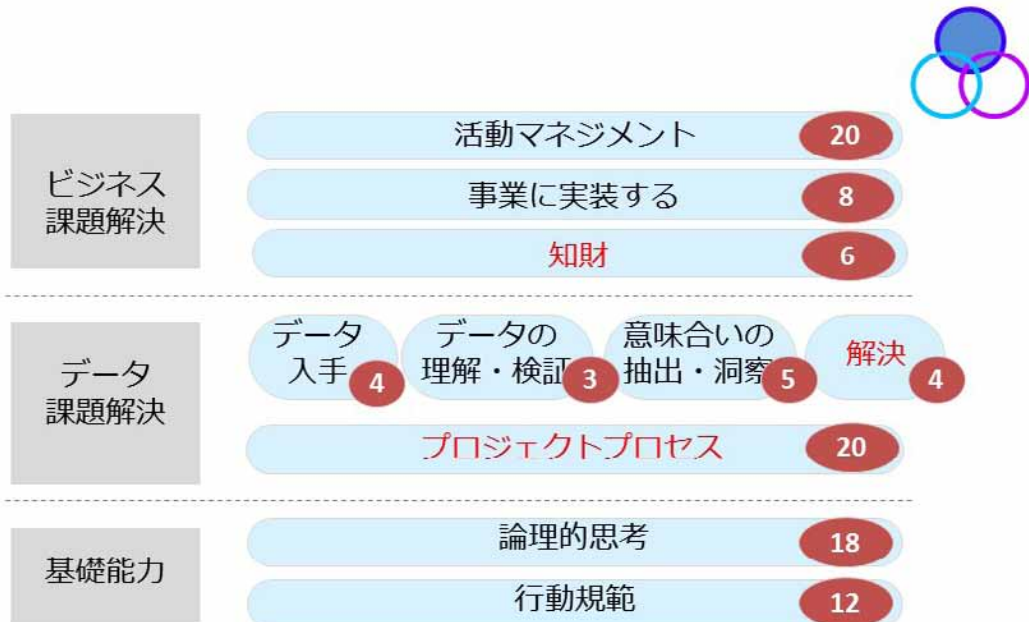 ビジネス
課題解決
活動マネジメント 20
事業に実装する 8
知財 6
データ
課題解決
データ
入手 4
データの
理解・検証 3
意味合いの
抽出・洞察 5
解決 4
プロジェクトプロセス 20
基礎能力
論理的思考 18
行動規範 12